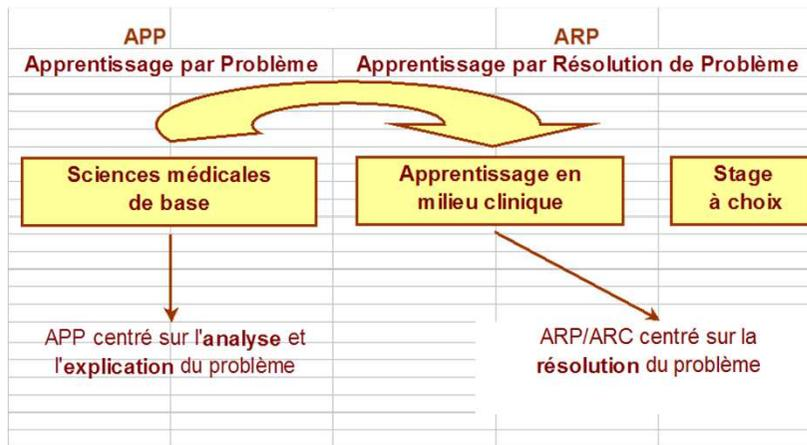 APP
ARP
Apprentissage par Problème
Apprentissage par Résolution de Problème
Sciences médicales
de base
Apprentissage en
milieu clinique
Stage
à choix
APP centré sur l'analyse et
l'explication du problème
ARP/ARC centré sur la
résolution du problème